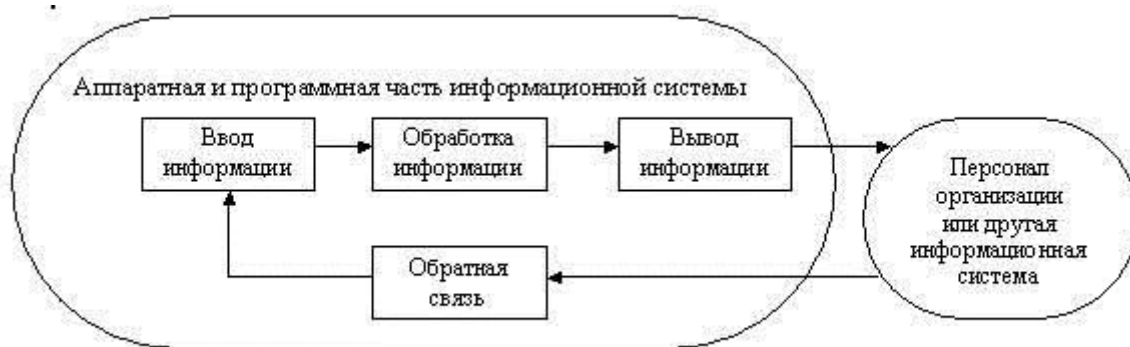 Аппаратная и программная часть информационной системы
Ввод
информации
Обработка
информации
Вывод
информации
Персонал
организации
или другая
информационная
система
Обратная
связь